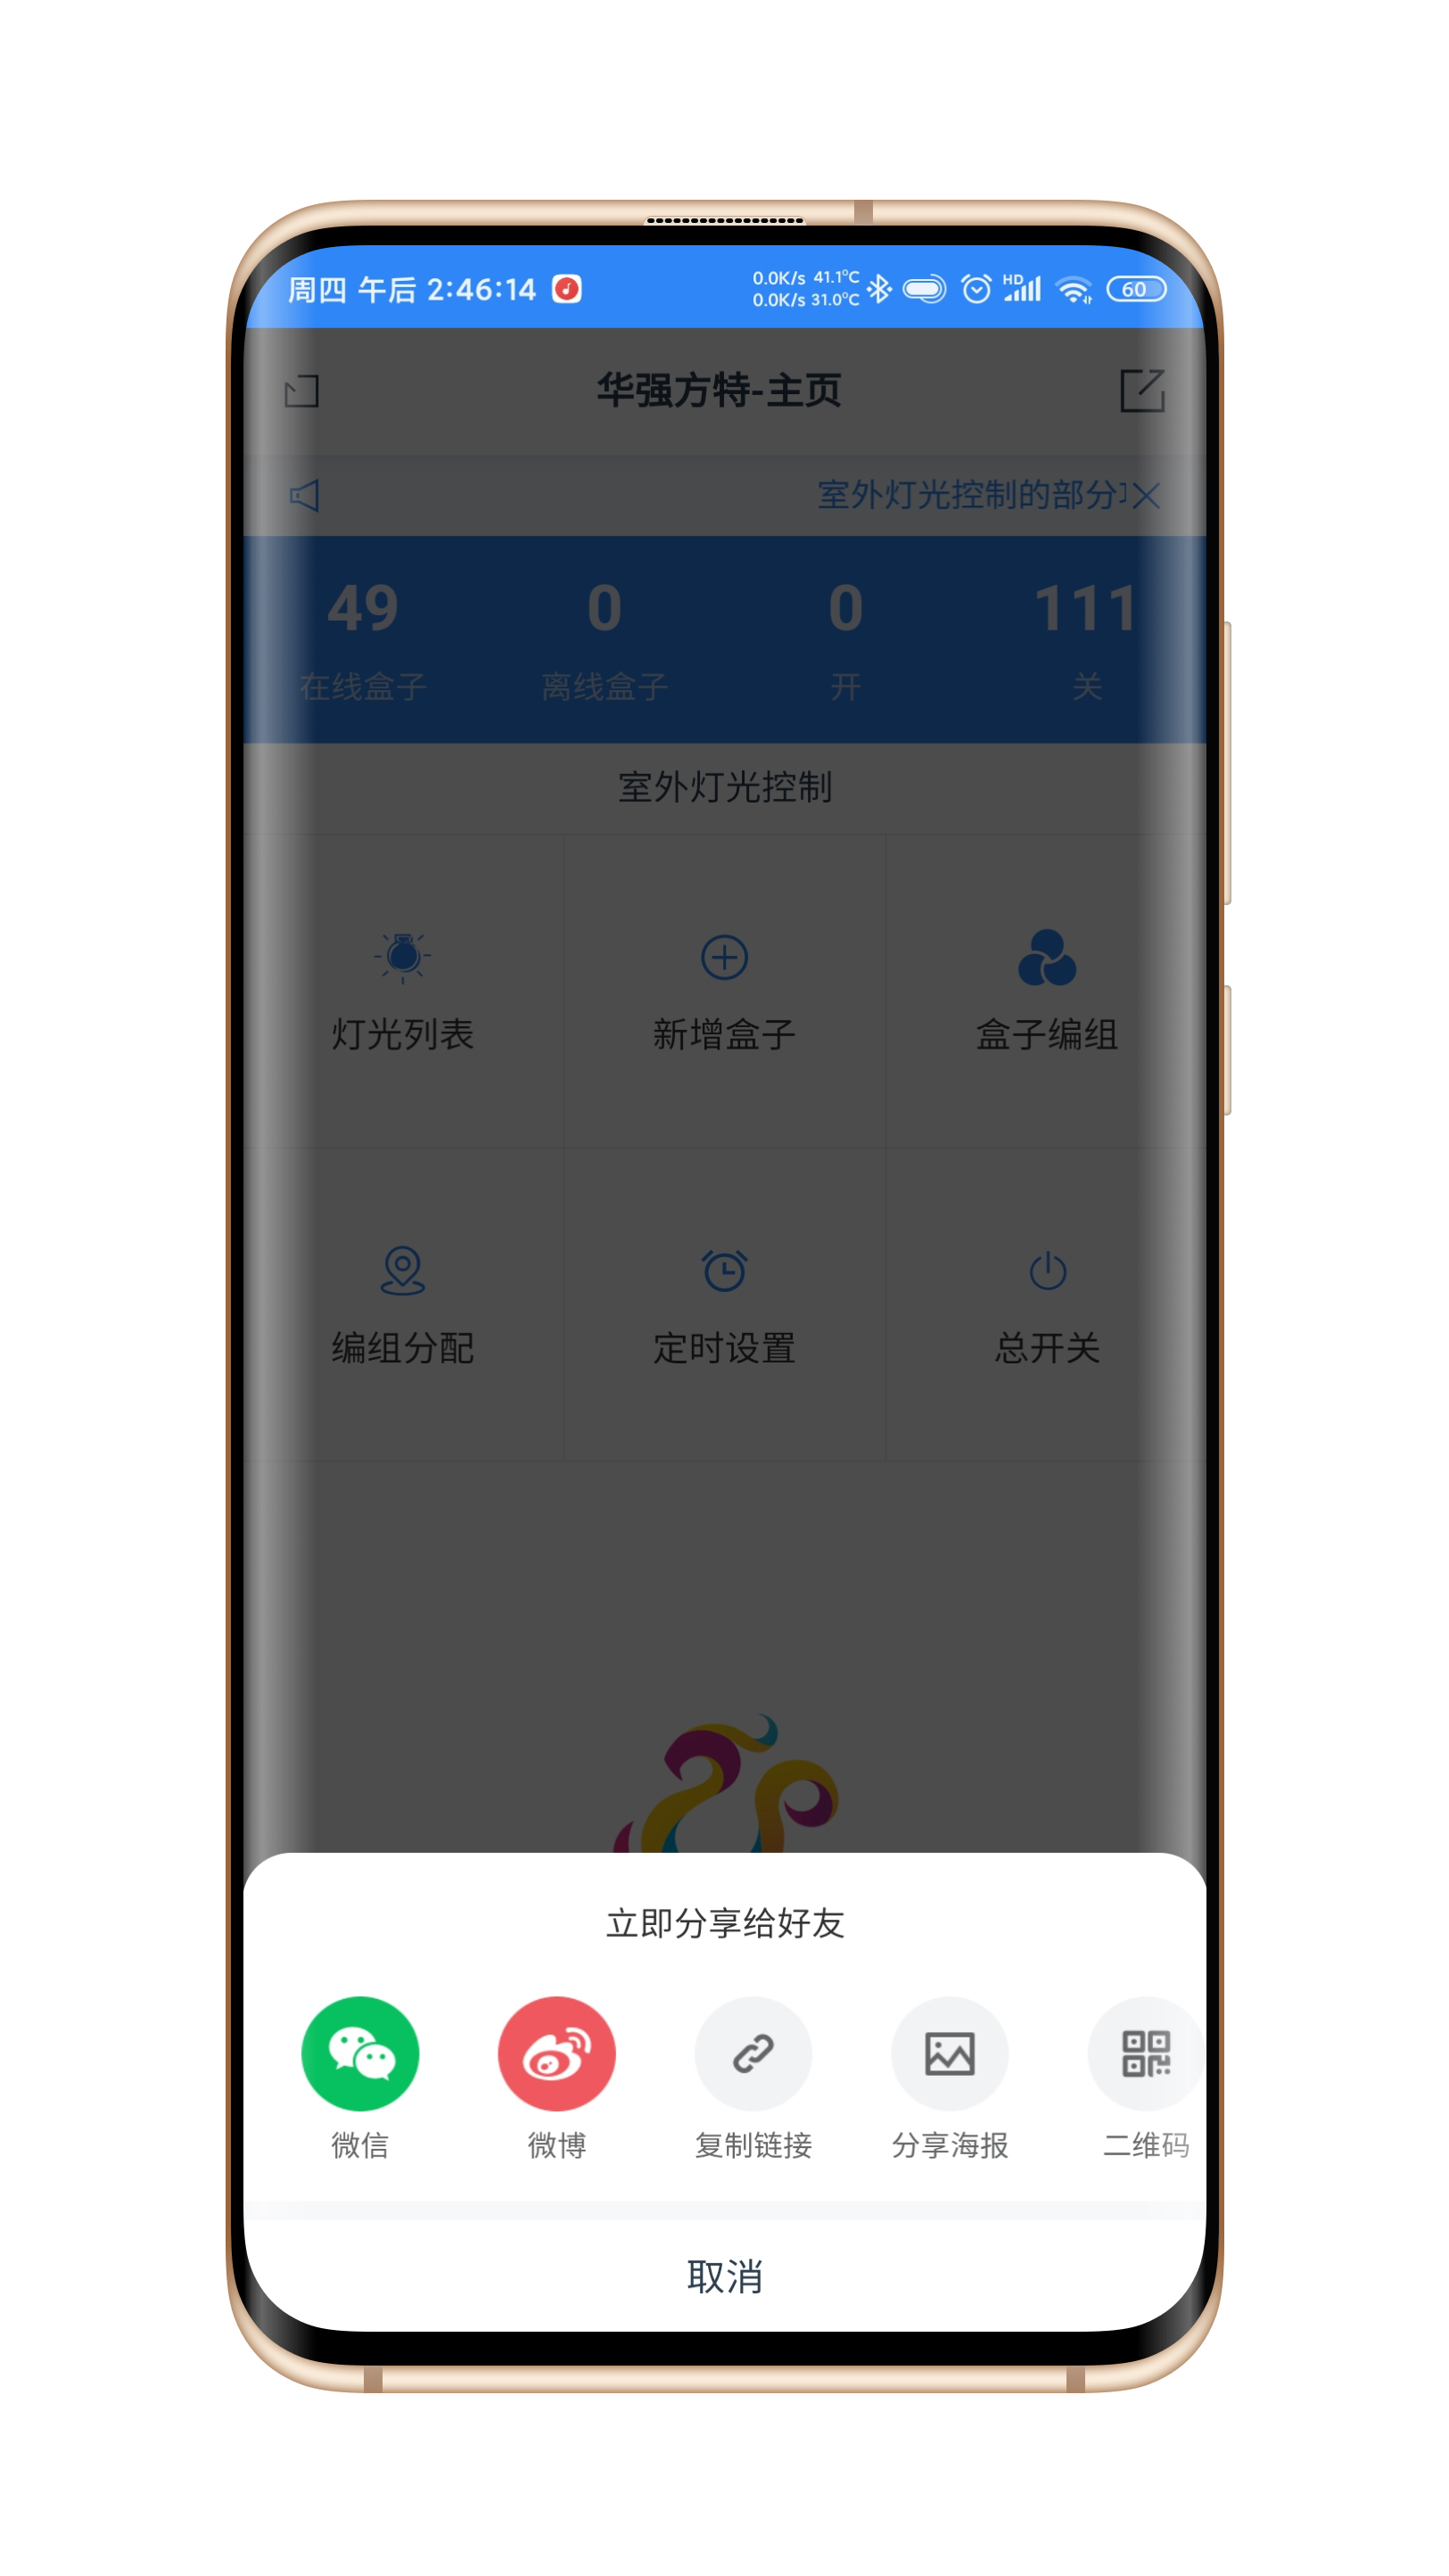 周四 午后 2:46:14
0.0K/s 41.1°C
0.0K/s 31.0°C
HD
60
华强方特-主页
室外灯光控制的部分
49 0 0 111
在线盒子 离线盒子 开 关
室外灯光控制
灯光列表 新增盒子 盒子编组
编组分配 定时设置 总开关
立即分享给好友
微信 微博 复制链接 分享海报 二维码
取消